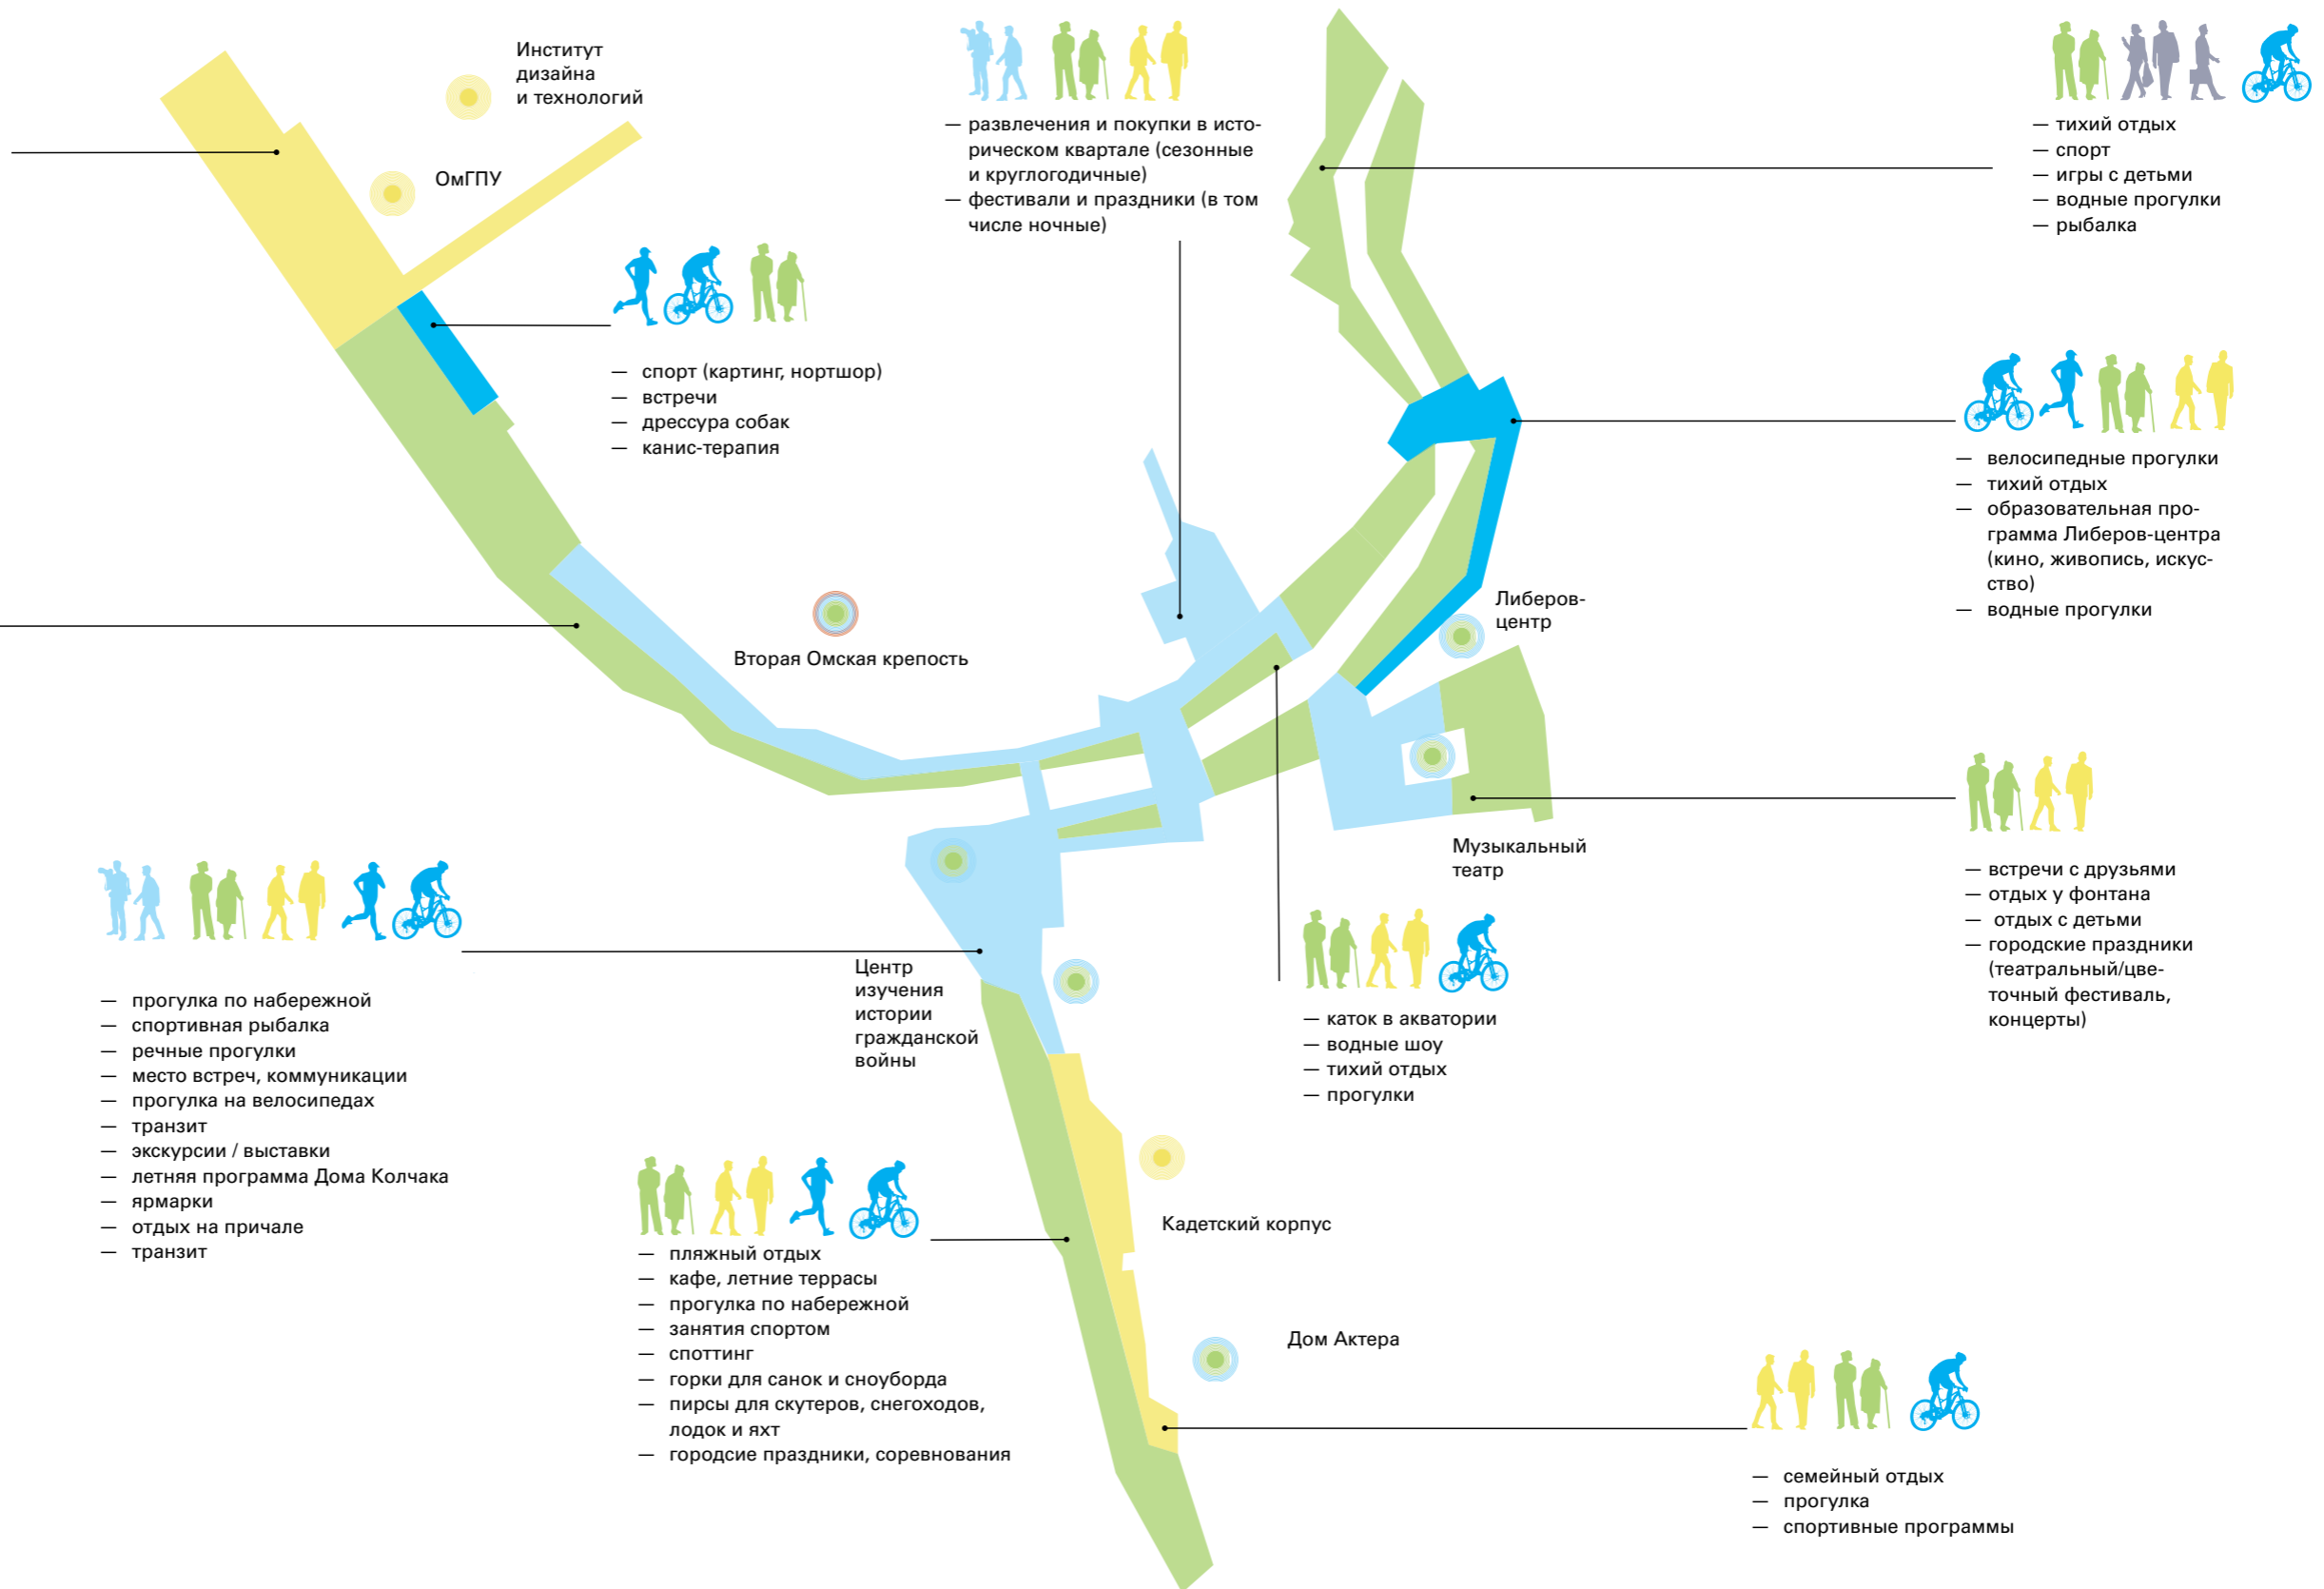 Институт
дизайна
и технологий
ОмГПУ
— развлечения и покупки в исто-
рическом квартале (сезонные
и круглогодичные)
— фестивали и праздники (в том
числе ночные)
— тихий отдых
— спорт
— игры с детьми
— водные прогулки
— рыбалка
— спорт (картинг, нортшор)
— встречи
— дрессура собак
— канис-терапия
— велосипедные прогулки
— тихий отдых
— образовательная про-
грамма Либеров-центра
(кино, живопись, искус-
ство)
— водные прогулки
Либеров-
центр
Вторая Омская крепость
Музыкальный
театр
— встречи с друзьями
— отдых у фонтана
— отдых с детьми
— городские праздники
(театральный/цве-
точный фестиваль,
концерты)
Центр
изучения
истории
гражданской
войны
— прогулка по набережной
— спортивная рыбалка
— речные прогулки
— место встреч, коммуникации
— прогулка на велосипедах
— транзит
— экскурсии / выставки
— летняя программа Дома Колчака
— ярмарки
— отдых на причале
— транзит
— каток в акватории
— водные шоу
— тихий отдых
— прогулки
Кадетский корпус
— пляжный отдых
— кафе, летние террасы
— прогулка по набережной
— занятия спортом
— споттинг
— горки для санок и сноуборда
— пирсы для скутеров, снегоходов,
лодок и яхт
— городсие праздники, соревнования
Дом Актера
— семейный отдых
— прогулка
— спортивные программы